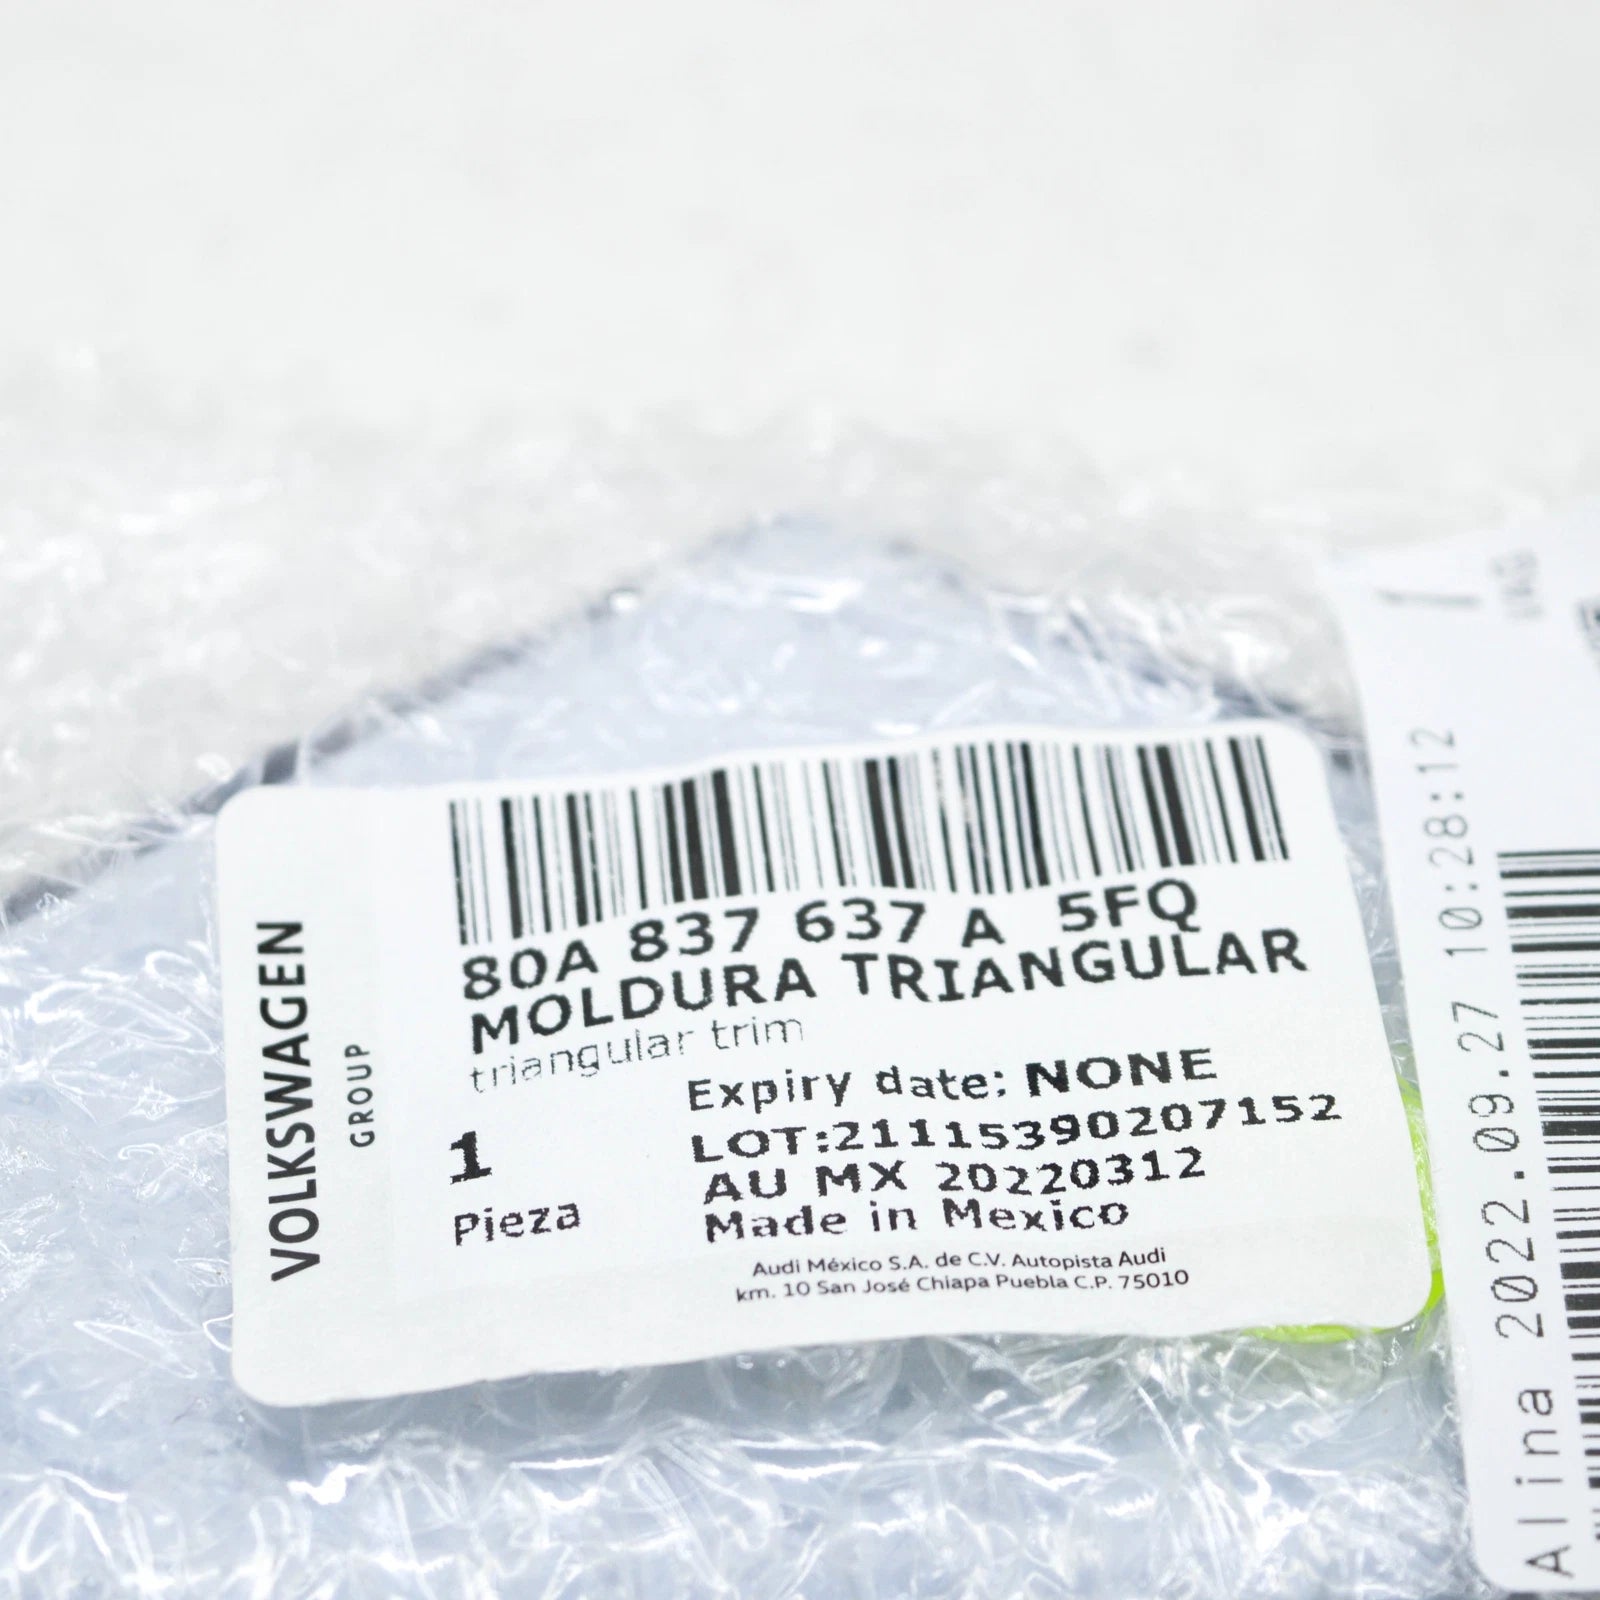 VOLKSWAGEN
GROUP
80A 837 637 A 5FQ
MOLDURA TRIANGULAR
triangular trim
Expiry date: NONE
1
Pieza
LOT:21115390207152
AU MX 20220312
Made in Mexico
Audi México S.A. de C.V. Autopista Audi
km. 10 San José Chiapa Puebla C.P. 75010
Alina 2022.09.27 10:28:12
1